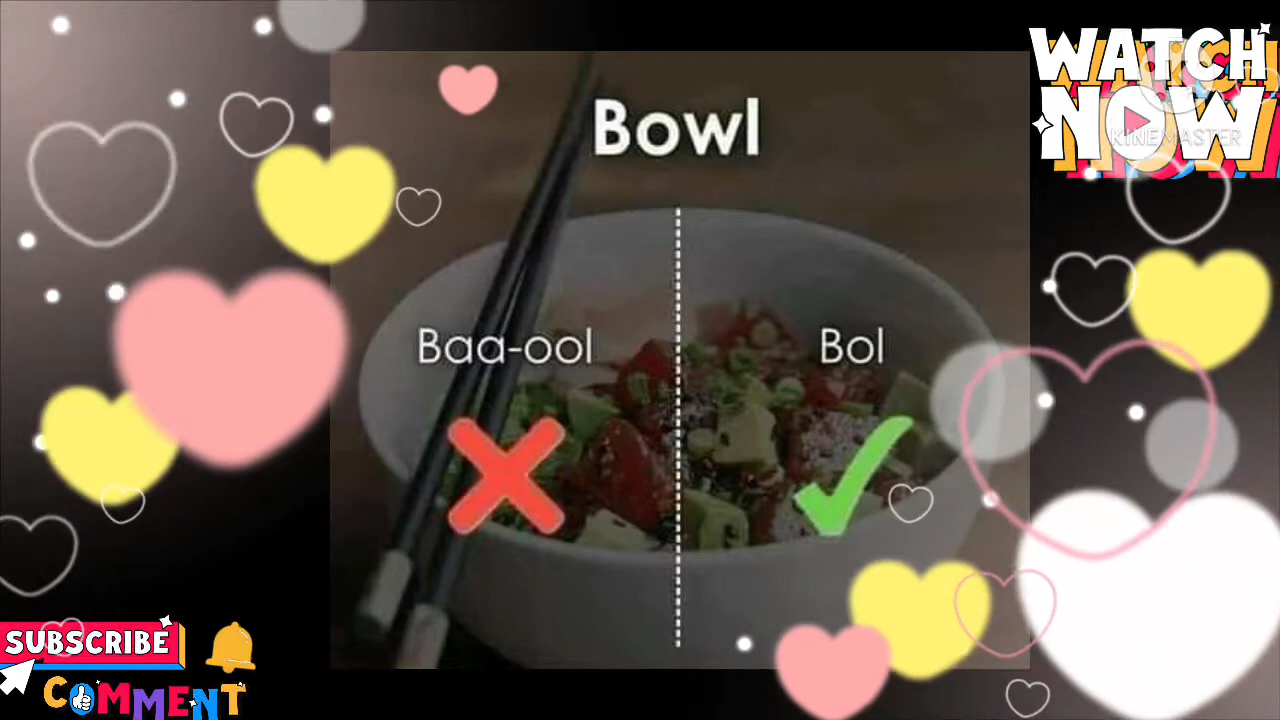 WATCH
NOW
KINEMASTER
Bowl
Baa-ool
Bol
SUBSCRIBE
COMMENT